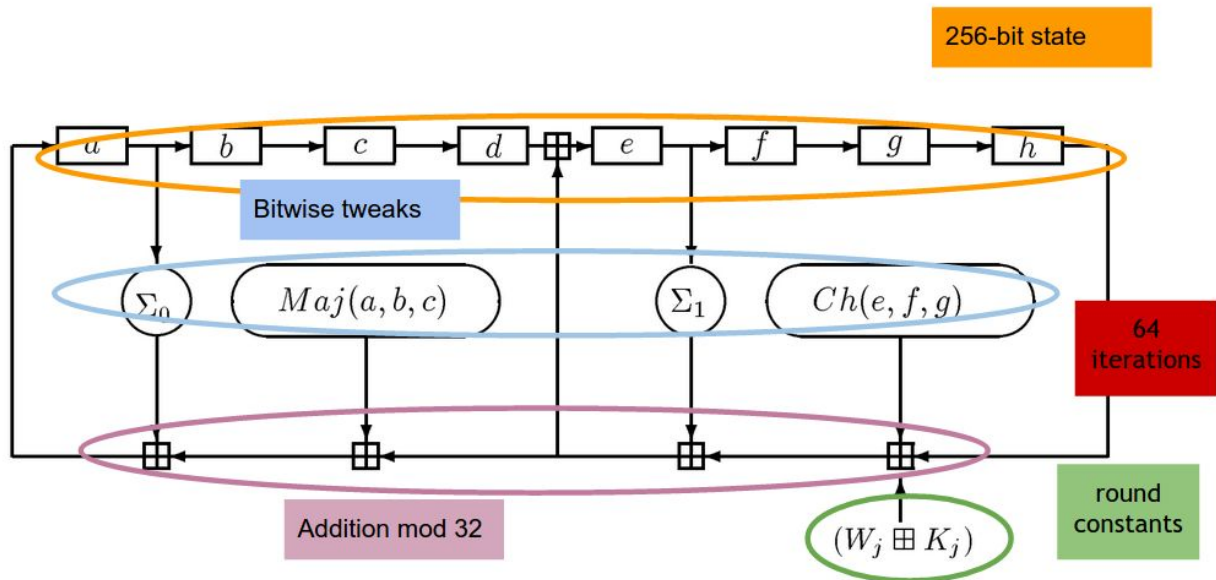 256-bit state
a b c d e f g h
Bitwise tweaks
Σ₀ Maj(a, b, c) Σ₁ Ch(e, f, g)
64
iterations
Addition mod 32
round
constants
(Wⱼ ⊞ Kⱼ)